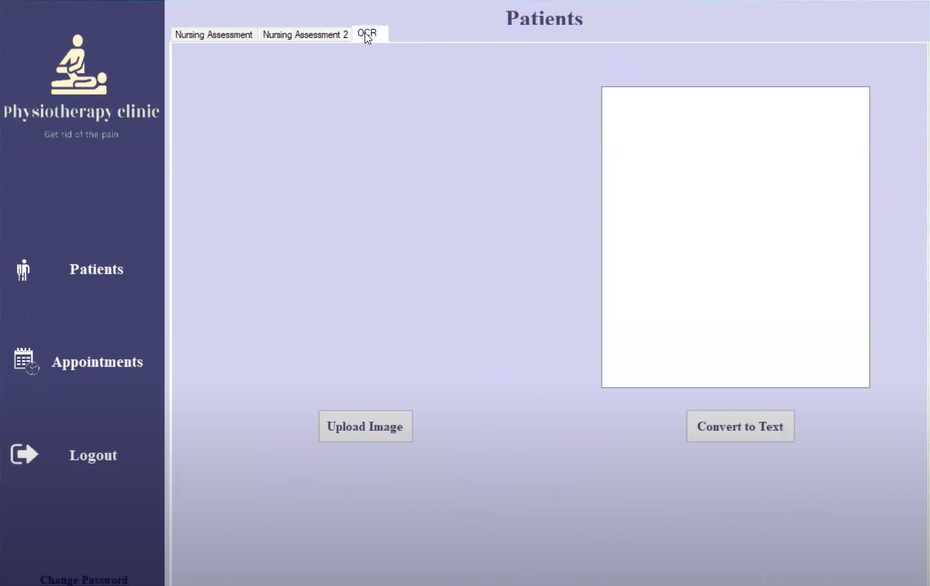 Patients
Nursing Assessment
Nursing Assessment 2
OCR
Physiotherapy clinic
Get rid of the pain
Patients
Appointments
Upload Image
Convert to Text
Logout
Change Password